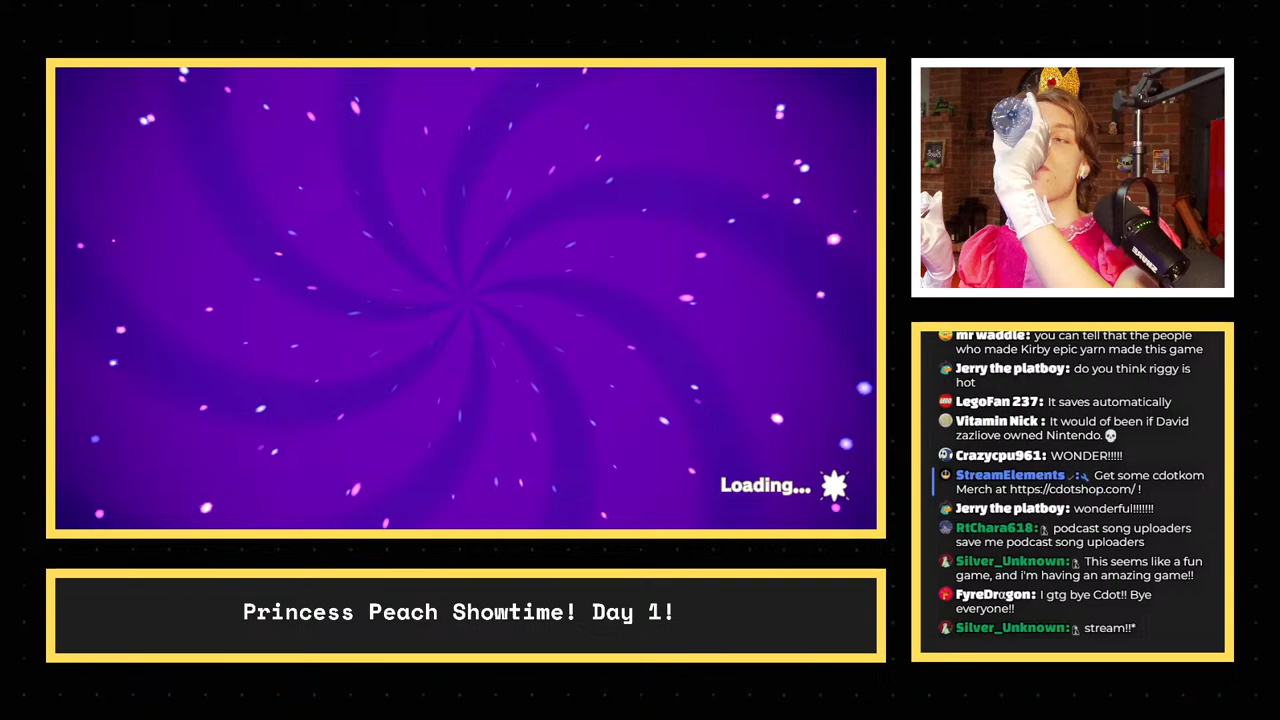 Loading...
Princess Peach Showtime! Day 1!
mr waddle: you can tell that the people
who made Kirby epic yarn made this game
Jerry the platboy: do you think riggy is
hot
LegoFan 237: It saves automatically
Vitamin Nick : It would of been if David
zazliove owned Nintendo.💀
Crazycpu961: WONDER!!!!!
StreamElements : Get some cdotkom
Merch at https://cdotshop.com/ !
Jerry the platboy: wonderful!!!!!!!
RtChara618: podcast song uploaders
save me podcast song uploaders
Silver_Unknown: This seems like a fun
game, and i'm having an amazing game!!
FyreDrαgon: I gtg bye Cdot!! Bye
everyone!!
Silver_Unknown: stream!!*